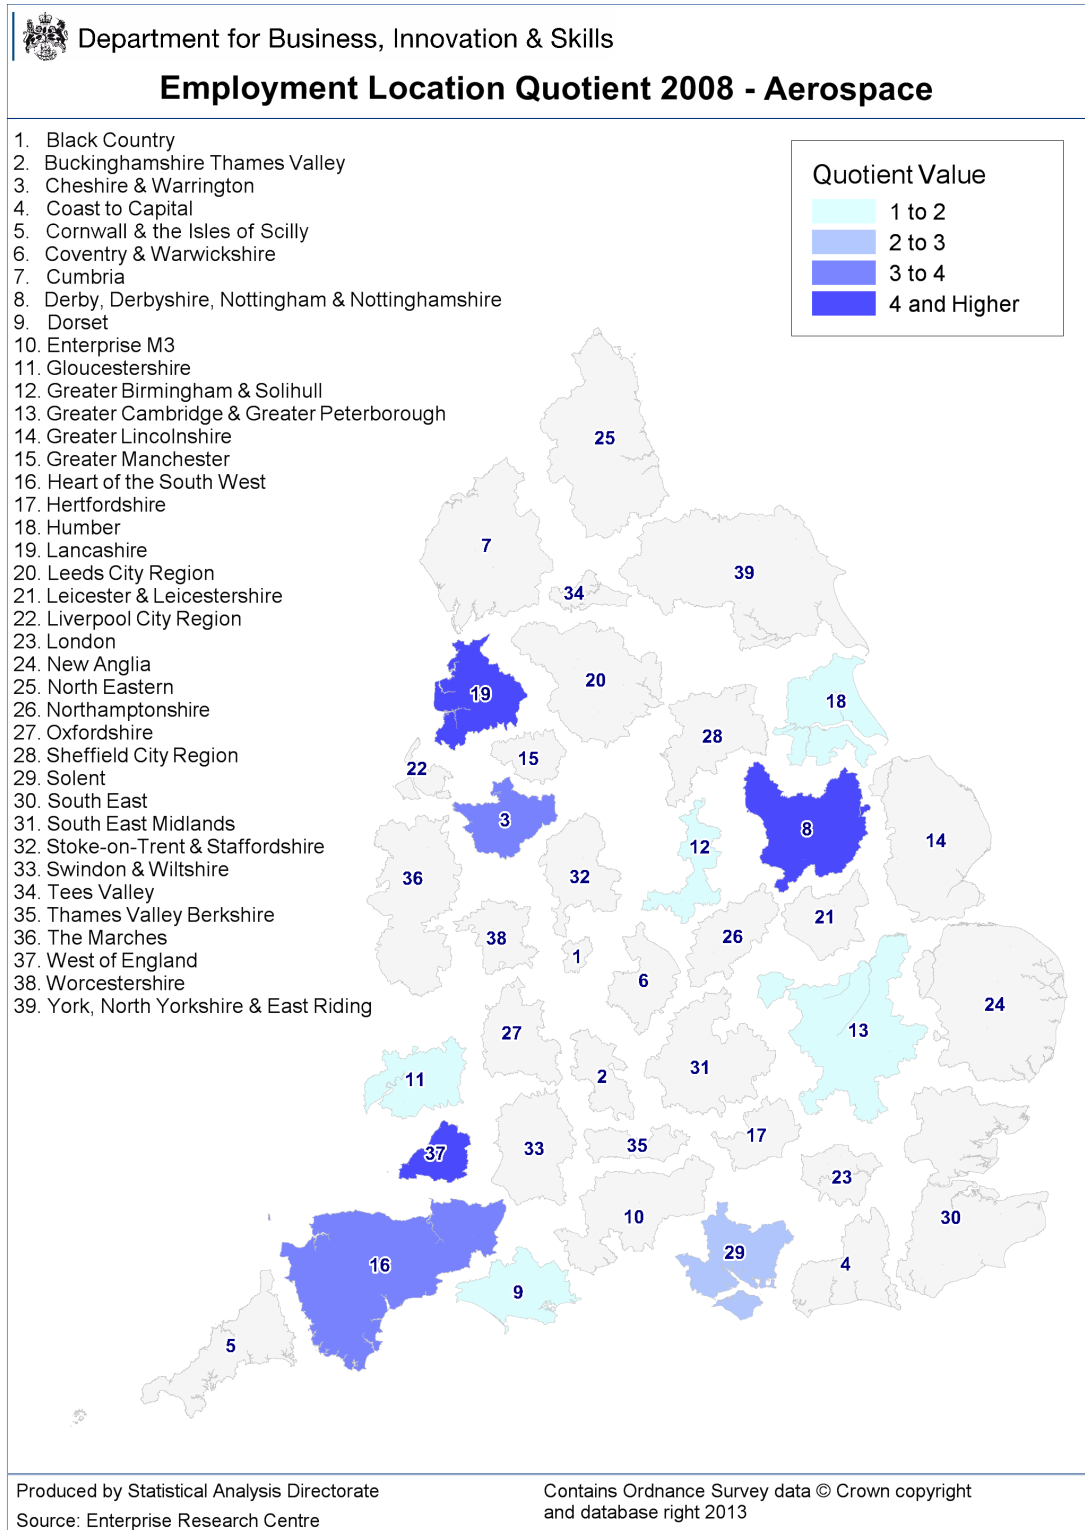 Department for Business, Innovation & Skills
Employment Location Quotient 2008 - Aerospace
1. Black Country
2. Buckinghamshire Thames Valley
3. Cheshire & Warrington
4. Coast to Capital
5. Cornwall & the Isles of Scilly
6. Coventry & Warwickshire
7. Cumbria
8. Derby, Derbyshire, Nottingham & Nottinghamshire
9. Dorset
10. Enterprise M3
11. Gloucestershire
12. Greater Birmingham & Solihull
13. Greater Cambridge & Greater Peterborough
14. Greater Lincolnshire
15. Greater Manchester
16. Heart of the South West
17. Hertfordshire
18. Humber
19. Lancashire
20. Leeds City Region
21. Leicester & Leicestershire
22. Liverpool City Region
23. London
24. New Anglia
25. North Eastern
26. Northamptonshire
27. Oxfordshire
28. Sheffield City Region
29. Solent
30. South East
31. South East Midlands
32. Stoke-on-Trent & Staffordshire
33. Swindon & Wiltshire
34. Tees Valley
35. Thames Valley Berkshire
36. The Marches
37. West of England
38. Worcestershire
39. York, North Yorkshire & East Riding
Quotient Value
1 to 2
2 to 3
3 to 4
4 and Higher
25
7
39
34
20
19
18
28
15
22
3
8
12
14
36
32
21
26
38
1
6
24
27
13
31
2
11
17
35
33
37
23
10
30
29
4
16
9
5
Produced by Statistical Analysis Directorate
Source: Enterprise Research Centre
Contains Ordnance Survey data © Crown copyright
and database right 2013